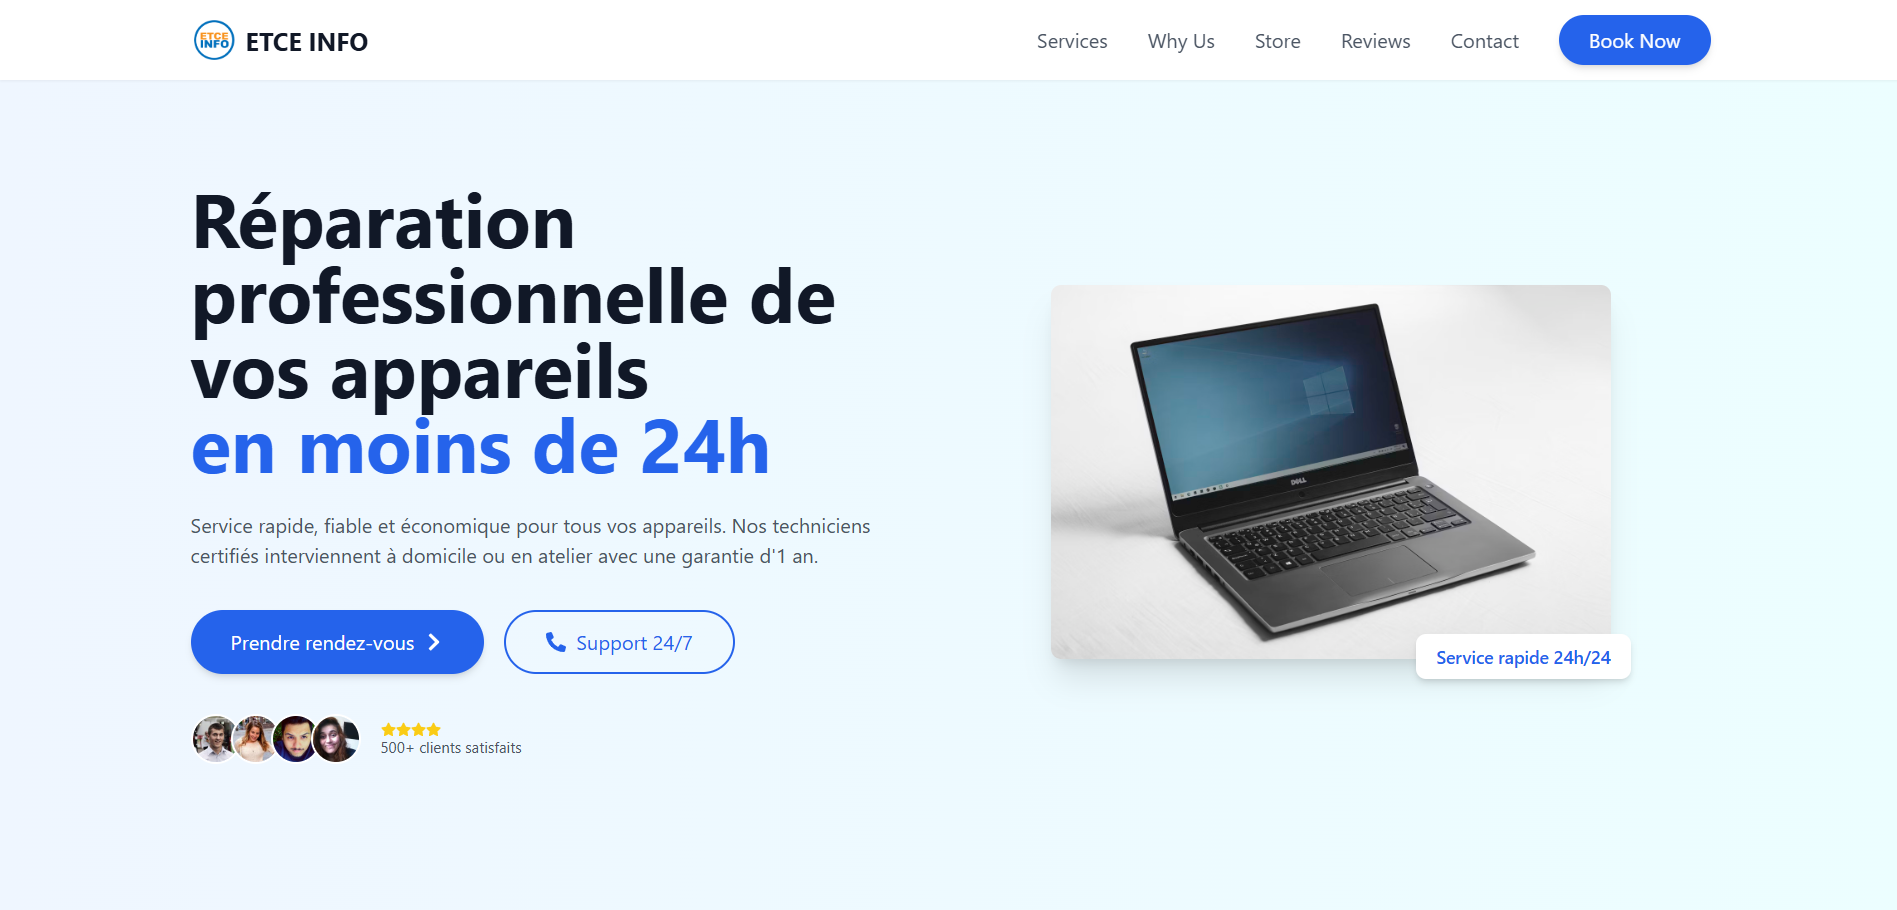 ETCE
INFO
ETCE INFO
Services
Why Us
Store
Reviews
Contact
Book Now
Réparation
professionnelle de
vos appareils
en moins de 24h
Service rapide, fiable et économique pour tous vos appareils. Nos techniciens
certifiés interviennent à domicile ou en atelier avec une garantie d'1 an.
Prendre rendez-vous
Support 24/7
500+ clients satisfaits
DELL
Service rapide 24h/24